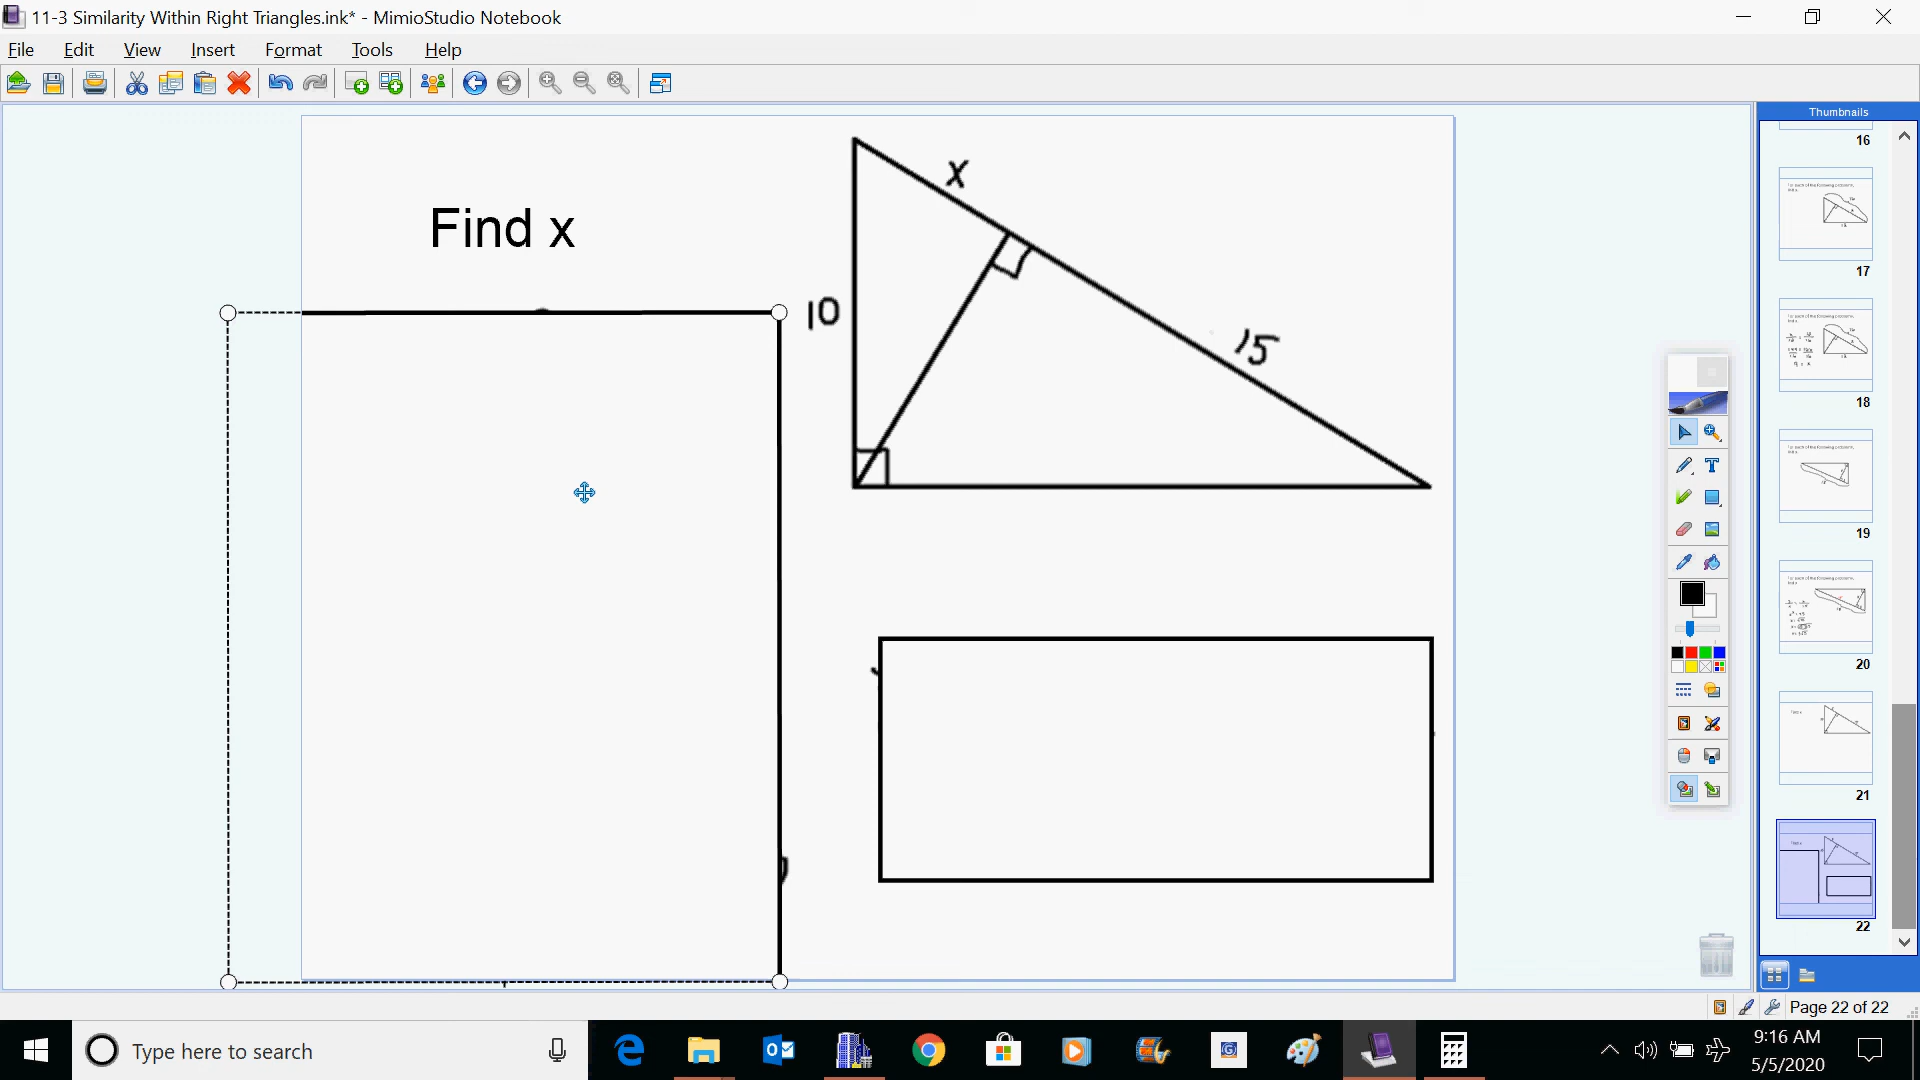 11-3 Similarity Within Right Triangles.ink* - MimioStudio Notebook
File Edit View Insert Format Tools Help
Thumbnails
16
x
Find x
10
15
17
18
19
20
21
22
Page 22 of 22
Type here to search
9:16 AM
5/5/2020